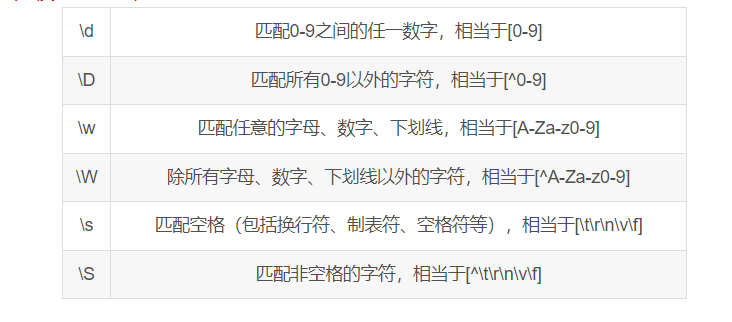 \d 匹配0-9之间的任一数字，相当于[0-9]
\D 匹配所有0-9以外的字符，相当于[^0-9]
\w 匹配任意的字母、数字、下划线，相当于[A-Za-z0-9]
\W 除所有字母、数字、下划线以外的字符，相当于[^A-Za-z0-9]
\s 匹配空格（包括换行符、制表符、空格符等），相当于[\t\r\n\v\f]
\S 匹配非空格的字符，相当于[^\t\r\n\v\f]